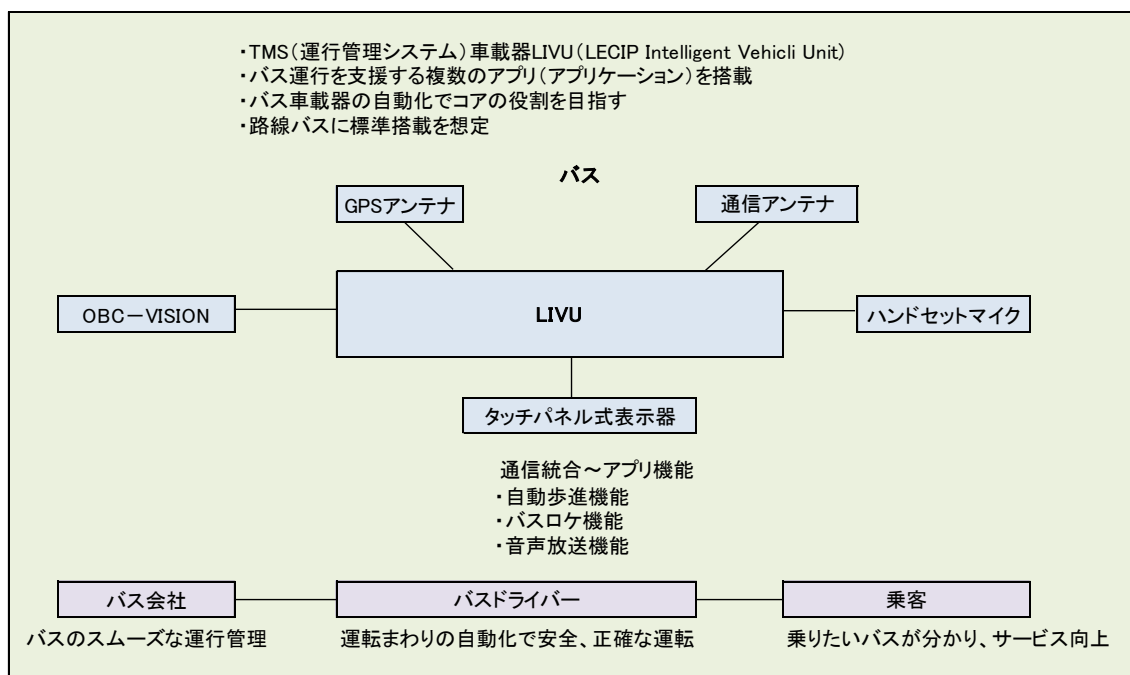 ・TMS（運行管理システム）車載器LIVU（LECIP Intelligent Vehicli Unit）
・バス運行を支援する複数のアプリ（アプリケーション）を搭載
・バス車載器の自動化でコアの役割を目指す
・路線バスに標準搭載を想定
バス
GPSアンテナ
通信アンテナ
OBC－VISION
LIVU
ハンドセットマイク
タッチパネル式表示器
通信統合～アプリ機能
・自動歩進機能
・バスロケ機能
・音声放送機能
バス会社
バスドライバー
乗客
バスのスムーズな運行管理
運転まわりの自動化で安全、正確な運転
乗りたいバスが分かり、サービス向上